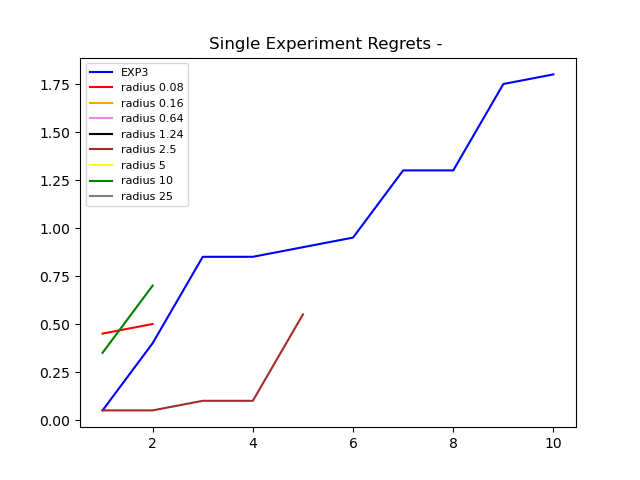 Single Experiment Regrets -
EXP3
radius 0.08
radius 0.16
radius 0.64
radius 1.24
radius 2.5
radius 5
radius 10
radius 25
1.75
1.50
1.25
1.00
0.75
0.50
0.25
0.00
2 4 6 8 10